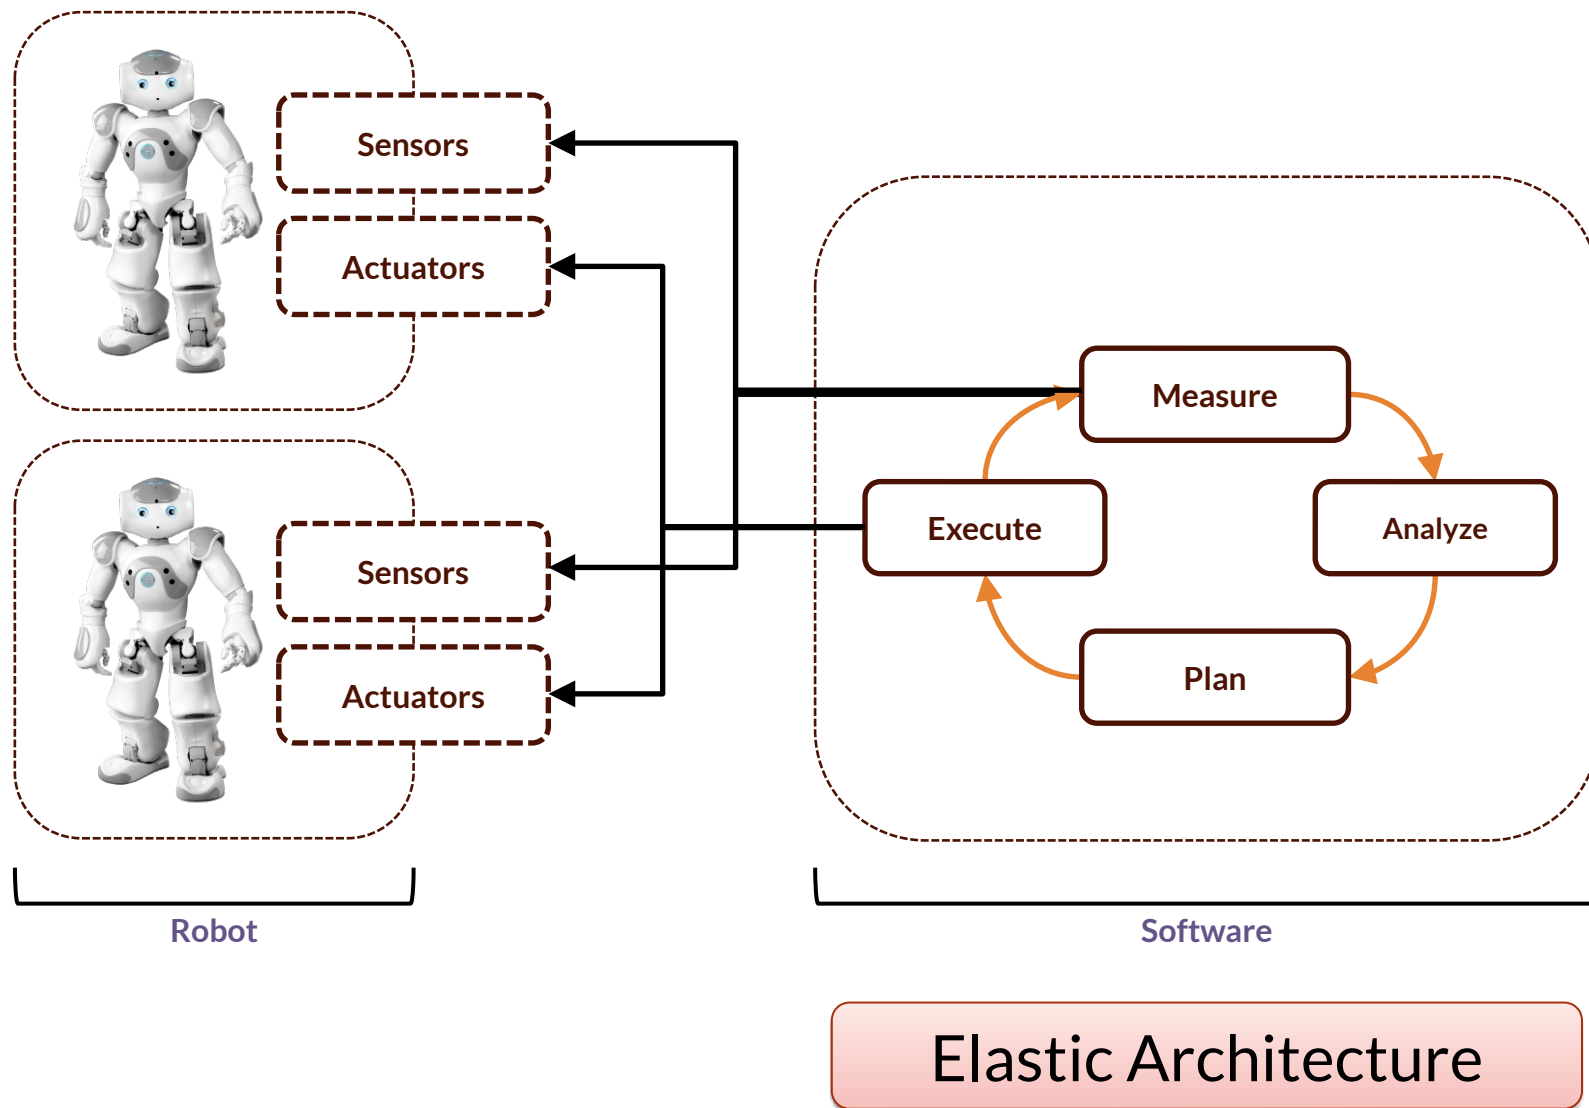 Sensors
Actuators
Measure
Execute
Analyze
Sensors
Plan
Actuators
Robot
Software
Elastic Architecture